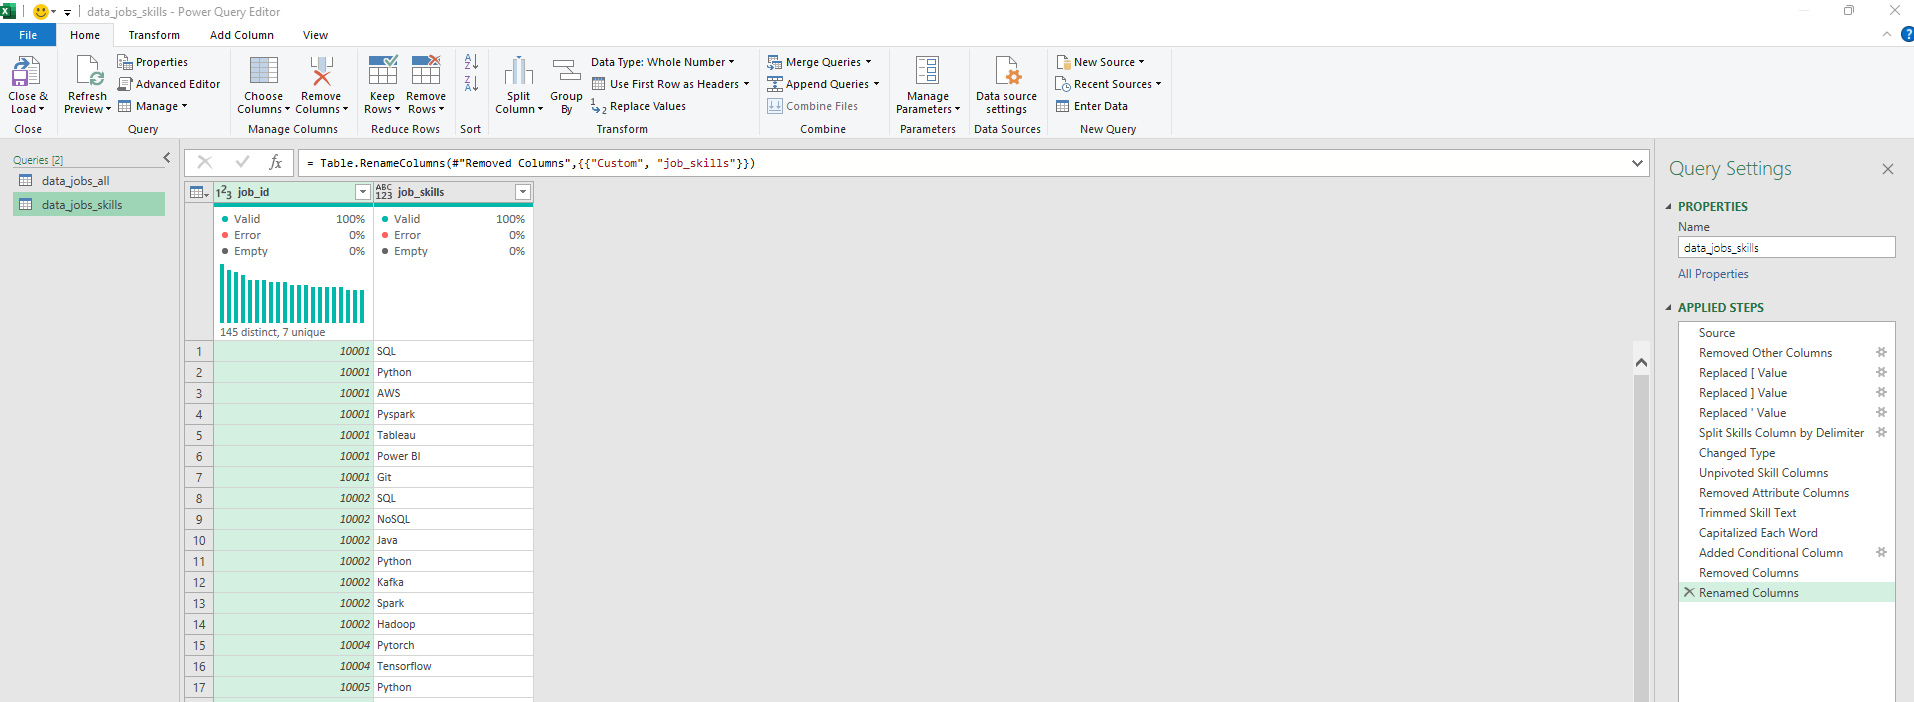 data_jobs_skills - Power Query Editor
File Home Transform Add Column View
Close & Load
Close
Refresh Preview
Properties
Advanced Editor
Manage
Query
Choose Columns
Remove Columns
Manage Columns
Keep Rows
Remove Rows
Reduce Rows
Sort
Split Column
Group By
Data Type: Whole Number
Use First Row as Headers
Replace Values
Transform
Merge Queries
Append Queries
Combine Files
Combine
Manage Parameters
Parameters
Data source settings
Data Sources
New Source
Recent Sources
Enter Data
New Query
Queries [2]
data_jobs_all
data_jobs_skills
fx = Table.RenameColumns(#"Removed Columns",{{"Custom", "job_skills"}})
123 job_id ABC 123 job_skills
Valid 100% Valid 100%
Error 0% Error 0%
Empty 0% Empty 0%
145 distinct, 7 unique
1 10001 SQL
2 10001 Python
3 10001 AWS
4 10001 Pyspark
5 10001 Tableau
6 10001 Power BI
7 10001 Git
8 10002 SQL
9 10002 NoSQL
10 10002 Java
11 10002 Python
12 10002 Kafka
13 10002 Spark
14 10002 Hadoop
15 10004 Pytorch
16 10004 Tensorflow
17 10005 Python
Query Settings
PROPERTIES
Name
data_jobs_skills
All Properties
APPLIED STEPS
Source
Removed Other Columns
Replaced [ Value
Replaced ] Value
Replaced ' Value
Split Skills Column by Delimiter
Changed Type
Unpivoted Skill Columns
Removed Attribute Columns
Trimmed Skill Text
Capitalized Each Word
Added Conditional Column
Removed Columns
Renamed Columns